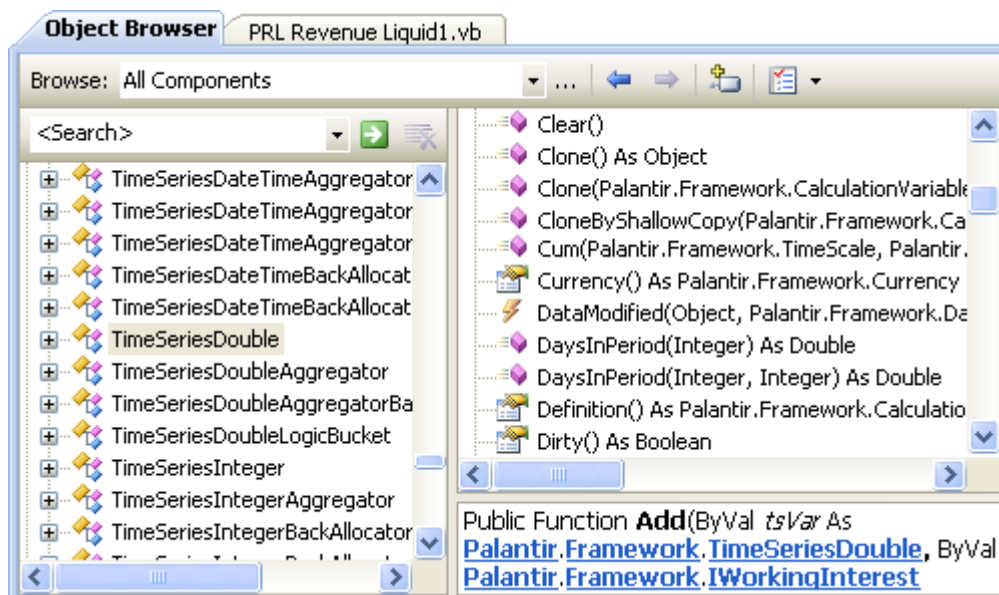 Object Browser PRL Revenue Liquid1.vb
Browse: All Components ...
<Search>
TimeSeriesDateTimeAggregator
TimeSeriesDateTimeAggregator
TimeSeriesDateTimeAggregator
TimeSeriesDateTimeBackAllocat
TimeSeriesDateTimeBackAllocat
TimeSeriesDouble
TimeSeriesDoubleAggregator
TimeSeriesDoubleAggregatorBa
TimeSeriesDoubleLogicBucket
TimeSeriesInteger
TimeSeriesIntegerAggregator
TimeSeriesIntegerBackAllocator
Clear()
Clone() As Object
Clone(Palantir.Framework.CalculationVariable
CloneByShallowCopy(Palantir.Framework.Ca
Cum(Palantir.Framework.TimeScale, Palantir.
Currency() As Palantir.Framework.Currency
DataModified(Object, Palantir.Framework.Da
DaysInPeriod(Integer) As Double
DaysInPeriod(Integer, Integer) As Double
Definition() As Palantir.Framework.Calculatio
Dirty() As Boolean
Public Function Add(ByVal tsVar As
Palantir.Framework.TimeSeriesDouble, ByVal
Palantir.Framework.IWorkingInterest